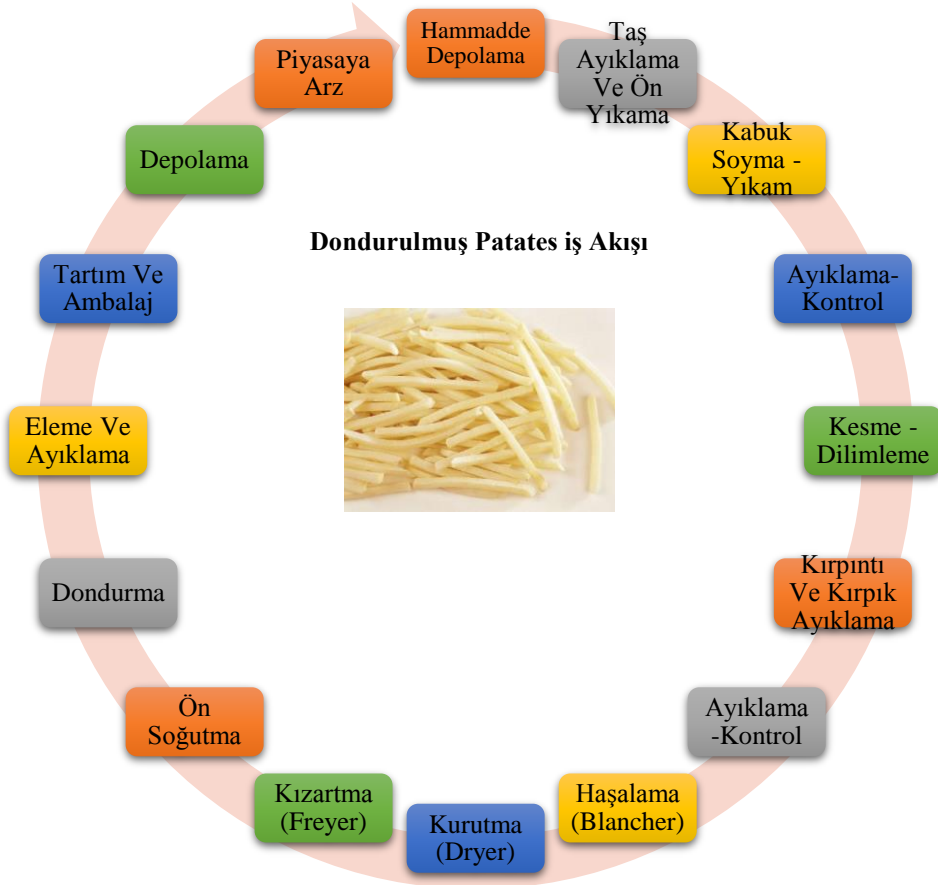 Hammadde
Depolama
Taş
Ayıklama
Ve Ön
Yıkama
Kabuk
Soyma -
Yıkam
Ayıklama-
Kontrol
Kesme -
Dilimleme
Kırpıntı
Ve Kırpık
Ayıklama
Ayıklama
-Kontrol
Haşalama
(Blancher)
Kurutma
(Dryer)
Kızartma
(Freyer)
Ön
Soğutma
Dondurma
Eleme Ve
Ayıklama
Tartım Ve
Ambalaj
Depolama
Piyasaya
Arz
Dondurulmuş Patates iş Akışı